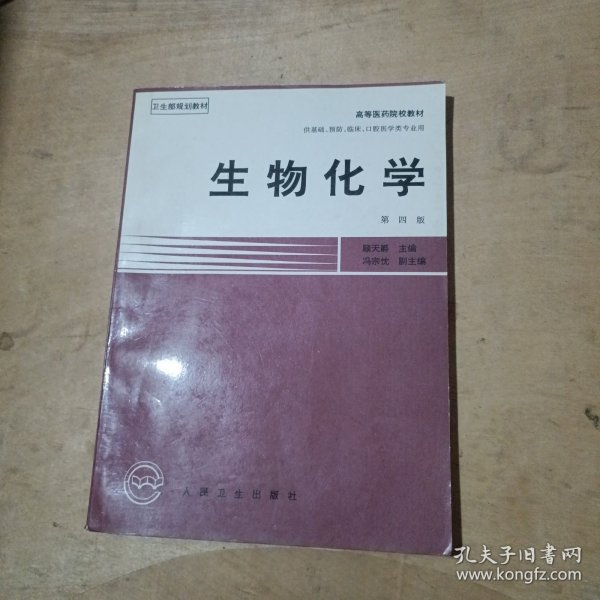 卫生部规划教材
高等医药院校教材
供基础、预防、临床、口腔医学类专业用
生物化学
第四版
顾天爵 主编
冯宗忱 副主编
人民卫生出版社
孔夫子旧书网
www.kongfz.com